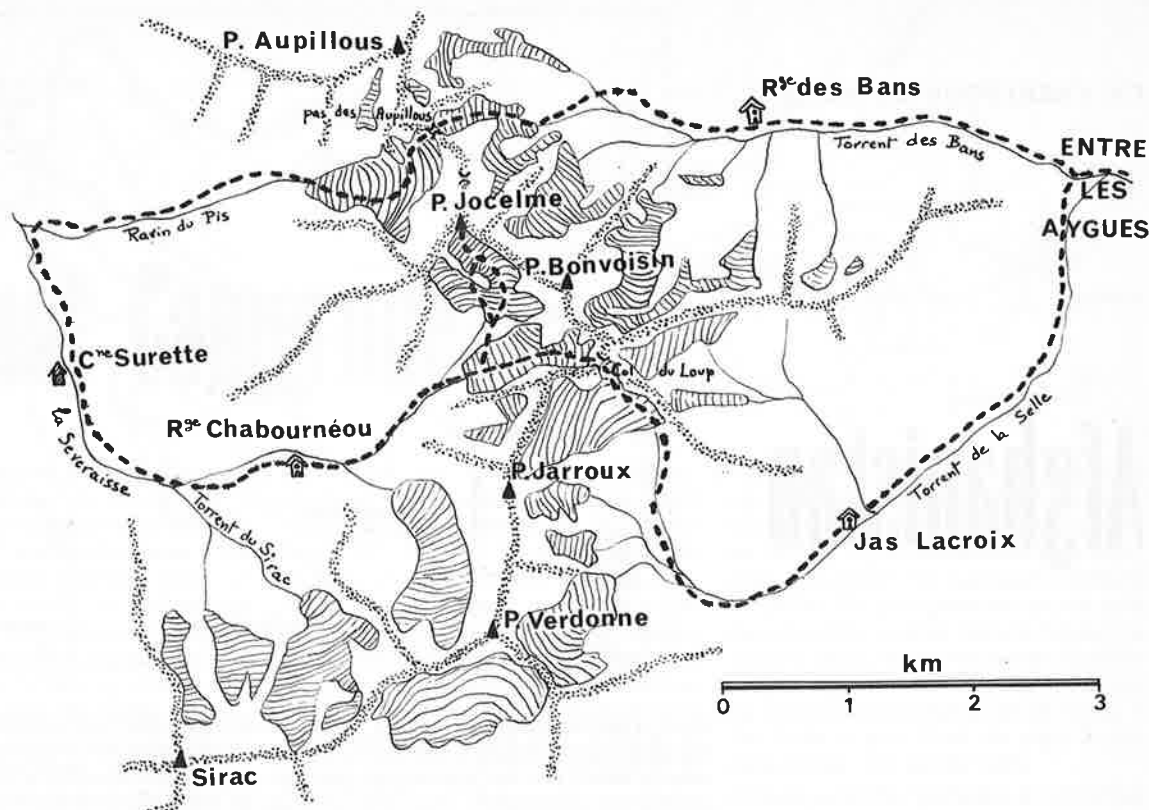 P. Aupillous
Rge des Bans
pas des Aupillous
Torrent des Bans
ENTRE
LES
AYGUES
P. Jocelme
Ravin du Pis
P. Bonvoisin
Cne Surette
Col du Loup
la Severaisse
Rge Chabournéou
Torrent de la Selle
P. Jarroux
Torrent du Sirac
Jas Lacroix
P. Verdonne
km
0 1 2 3
Sirac